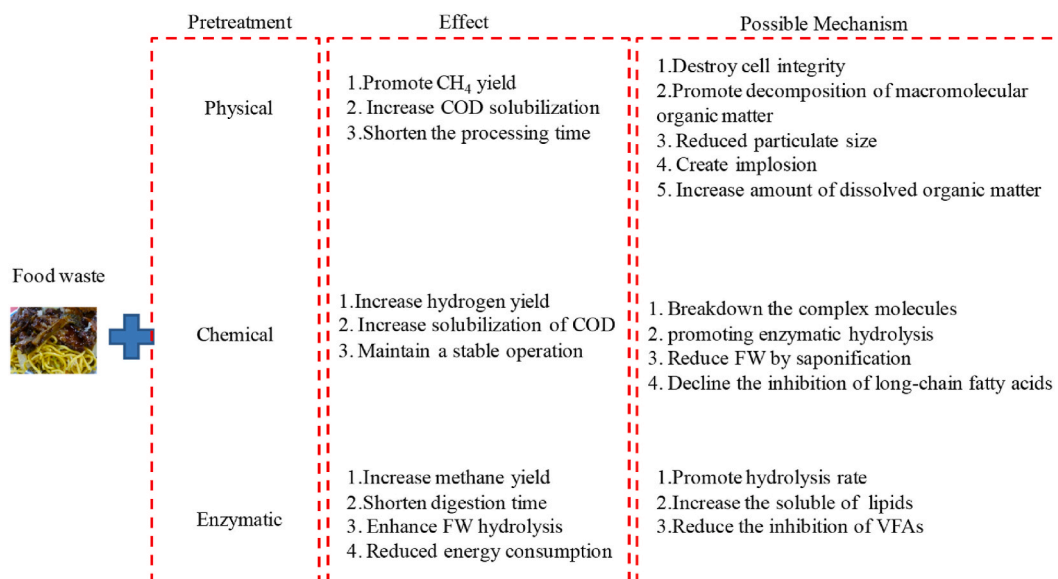 Pretreatment
Effect
Possible Mechanism
Physical
1.Promote CH₄ yield
2. Increase COD solubilization
3.Shorten the processing time
1.Destroy cell integrity
2.Promote decomposition of macromolecular
organic matter
3. Reduced particulate size
4. Create implosion
5. Increase amount of dissolved organic matter
Food waste
Chemical
1.Increase hydrogen yield
2. Increase solubilization of COD
3. Maintain a stable operation
1. Breakdown the complex molecules
2. promoting enzymatic hydrolysis
3. Reduce FW by saponification
4. Decline the inhibition of long-chain fatty acids
Enzymatic
1.Increase methane yield
2.Shorten digestion time
3. Enhance FW hydrolysis
4. Reduced energy consumption
1.Promote hydrolysis rate
2.Increase the soluble of lipids
3.Reduce the inhibition of VFAs